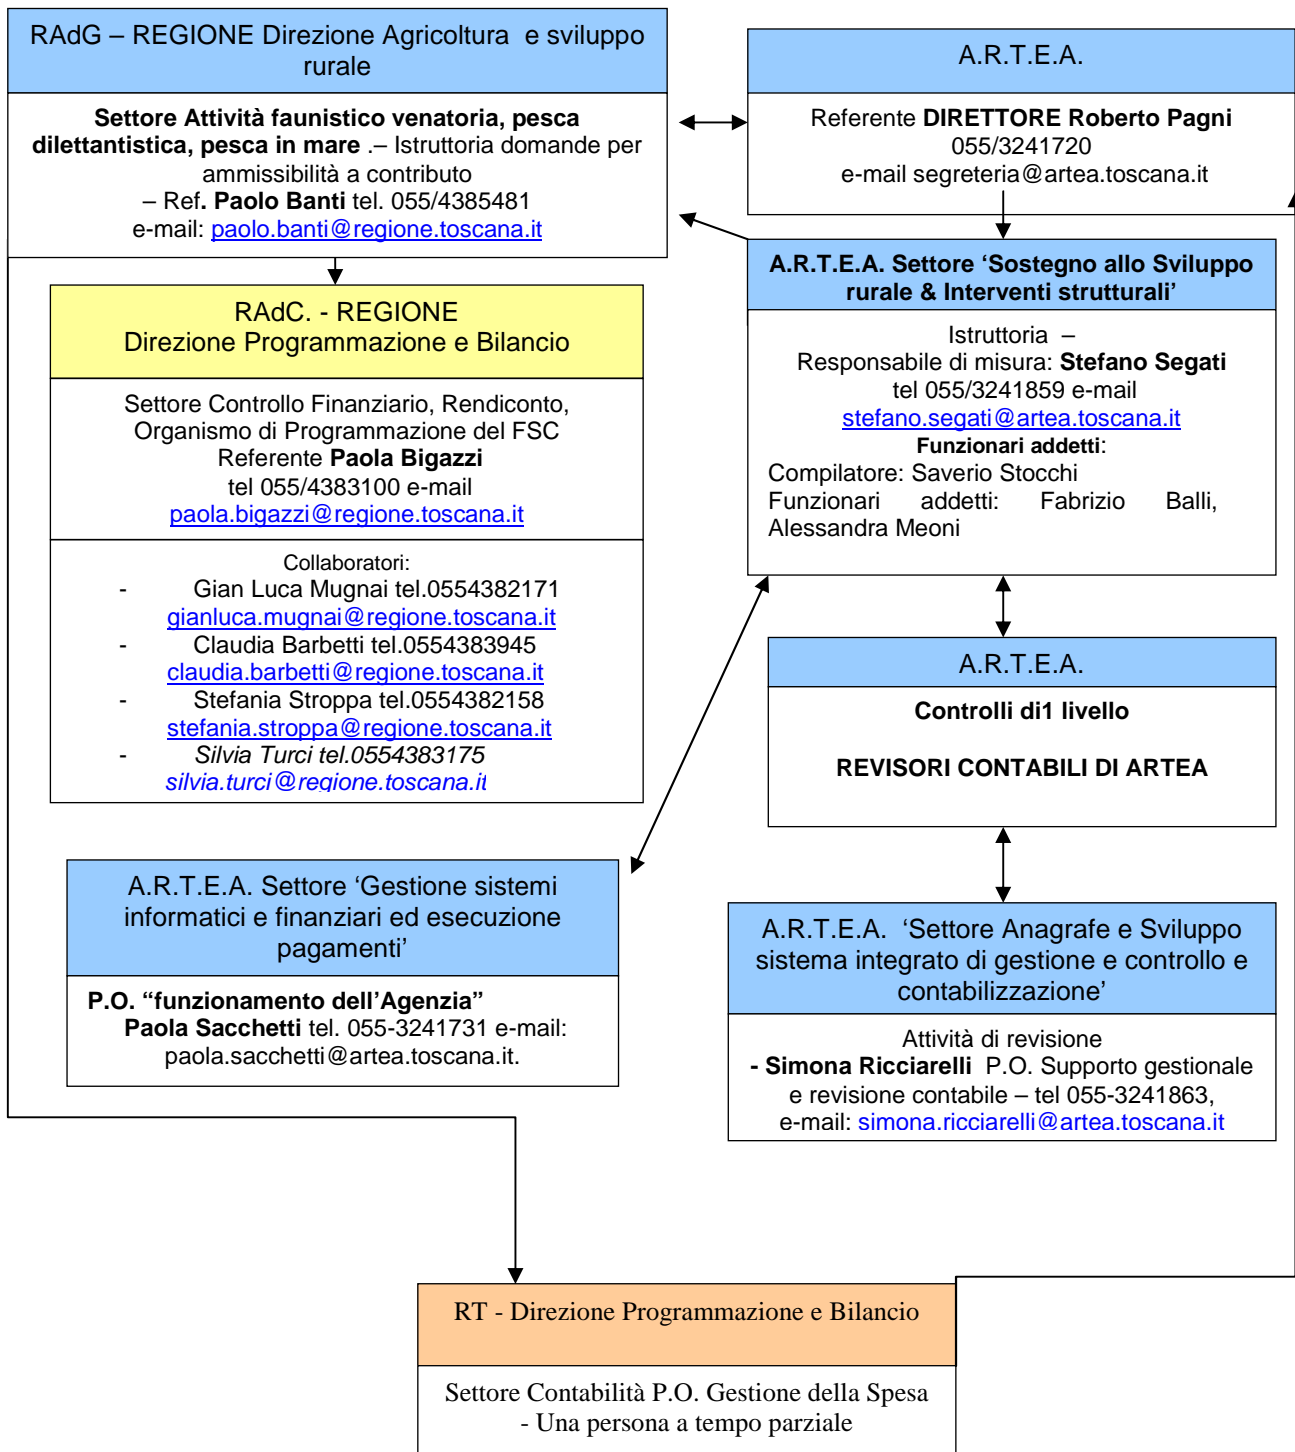 RAdG – REGIONE Direzione Agricoltura e sviluppo
rurale
Settore Attività faunistico venatoria, pesca
dilettantistica, pesca in mare .– Istruttoria domande per
ammissibilità a contributo
– Ref. Paolo Banti tel. 055/4385481
e-mail: paolo.banti@regione.toscana.it
A.R.T.E.A.
Referente DIRETTORE Roberto Pagni
055/3241720
e-mail segreteria@artea.toscana.it
RAdC. - REGIONE
Direzione Programmazione e Bilancio
Settore Controllo Finanziario, Rendiconto,
Organismo di Programmazione del FSC
Referente Paola Bigazzi
tel 055/4383100 e-mail
paola.bigazzi@regione.toscana.it
Collaboratori:
- Gian Luca Mugnai tel.0554382171
gianluca.mugnai@regione.toscana.it
- Claudia Barbetti tel.0554383945
claudia.barbetti@regione.toscana.it
- Stefania Stroppa tel.0554382158
stefania.stroppa@regione.toscana.it
- Silvia Turci tel.0554383175
silvia.turci@regione.toscana.it
A.R.T.E.A. Settore ‘Sostegno allo Sviluppo
rurale & Interventi strutturali’
Istruttoria –
Responsabile di misura: Stefano Segati
tel 055/3241859 e-mail
stefano.segati@artea.toscana.it
Funzionari addetti:
Compilatore: Saverio Stocchi
Funzionari addetti: Fabrizio Balli,
Alessandra Meoni
A.R.T.E.A.
Controlli di1 livello
REVISORI CONTABILI DI ARTEA
A.R.T.E.A. Settore ‘Gestione sistemi
informatici e finanziari ed esecuzione
pagamenti’
P.O. “funzionamento dell’Agenzia”
Paola Sacchetti tel. 055-3241731 e-mail:
paola.sacchetti@artea.toscana.it.
A.R.T.E.A. ‘Settore Anagrafe e Sviluppo
sistema integrato di gestione e controllo e
contabilizzazione’
Attività di revisione
- Simona Ricciarelli P.O. Supporto gestionale
e revisione contabile – tel 055-3241863,
e-mail: simona.ricciarelli@artea.toscana.it
RT - Direzione Programmazione e Bilancio
Settore Contabilità P.O. Gestione della Spesa
- Una persona a tempo parziale